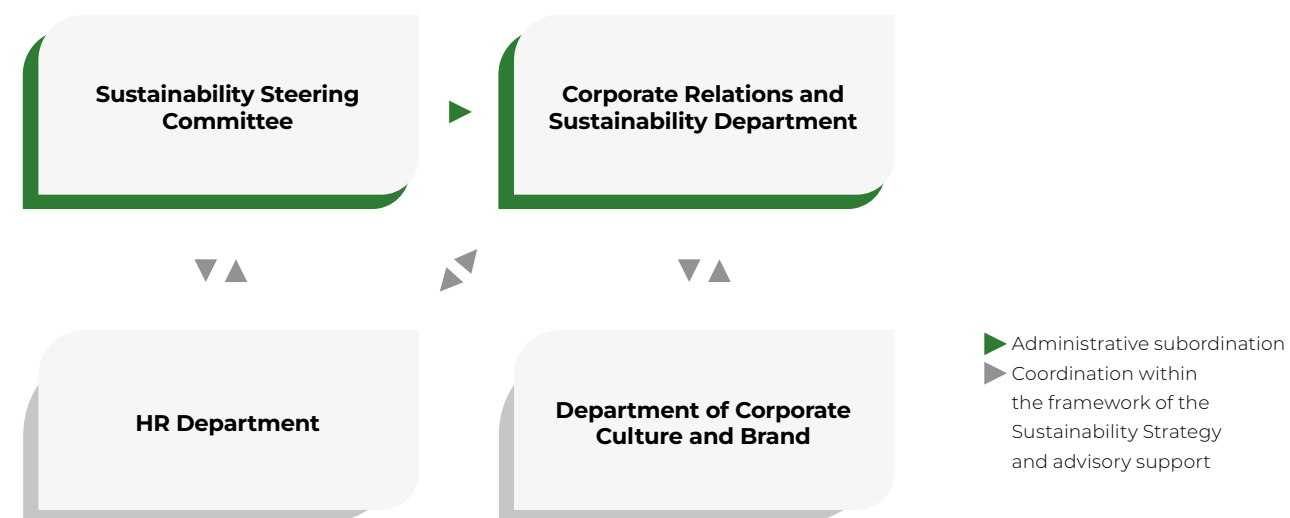 Sustainability Steering
Committee
Corporate Relations and
Sustainability Department
HR Department
Department of Corporate
Culture and Brand
Administrative subordination
Coordination within
the framework of the
Sustainability Strategy
and advisory support